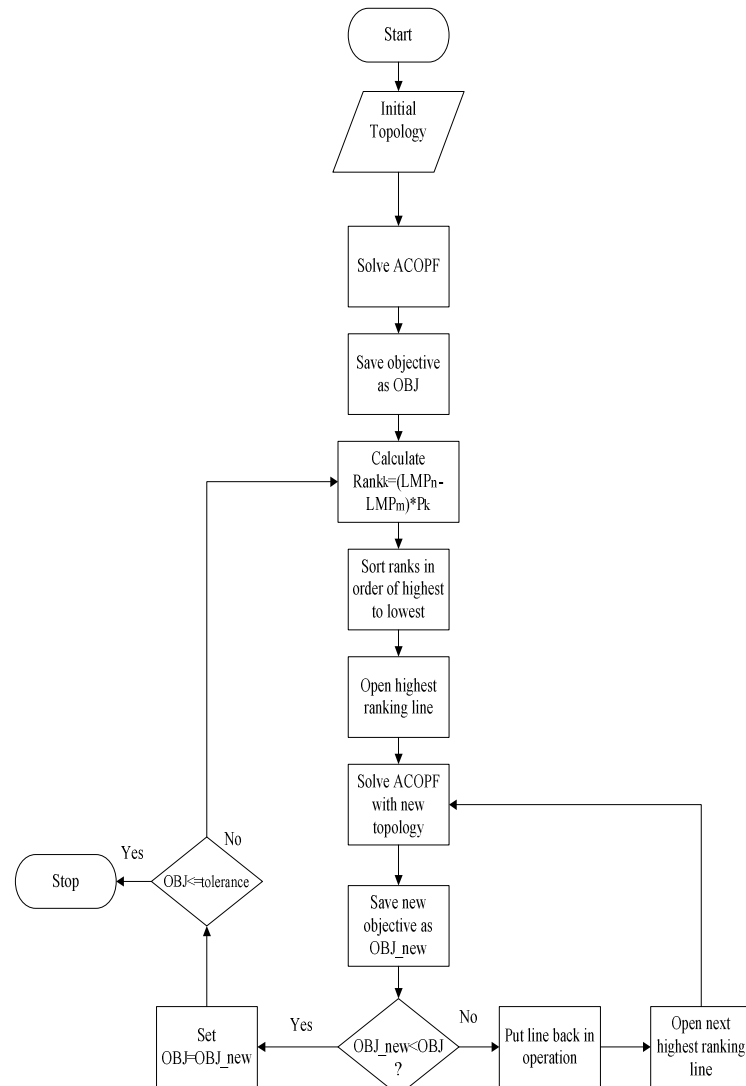 Start
Initial
Topology
Solve ACOPF
Save objective
as OBJ
Calculate
Rankk=(LMPn-
LMPm)*Pk
Sort ranks in
order of highest
to lowest
Open highest
ranking line
Solve ACOPF
with new
topology
No
Yes
Stop
OBJ<=tolerance
Save new
objective as
OBJ_new
Set
OBJ=OBJ_new
Yes
OBJ_new<OBJ
?
No
Put line back in
operation
Open next
highest ranking
line